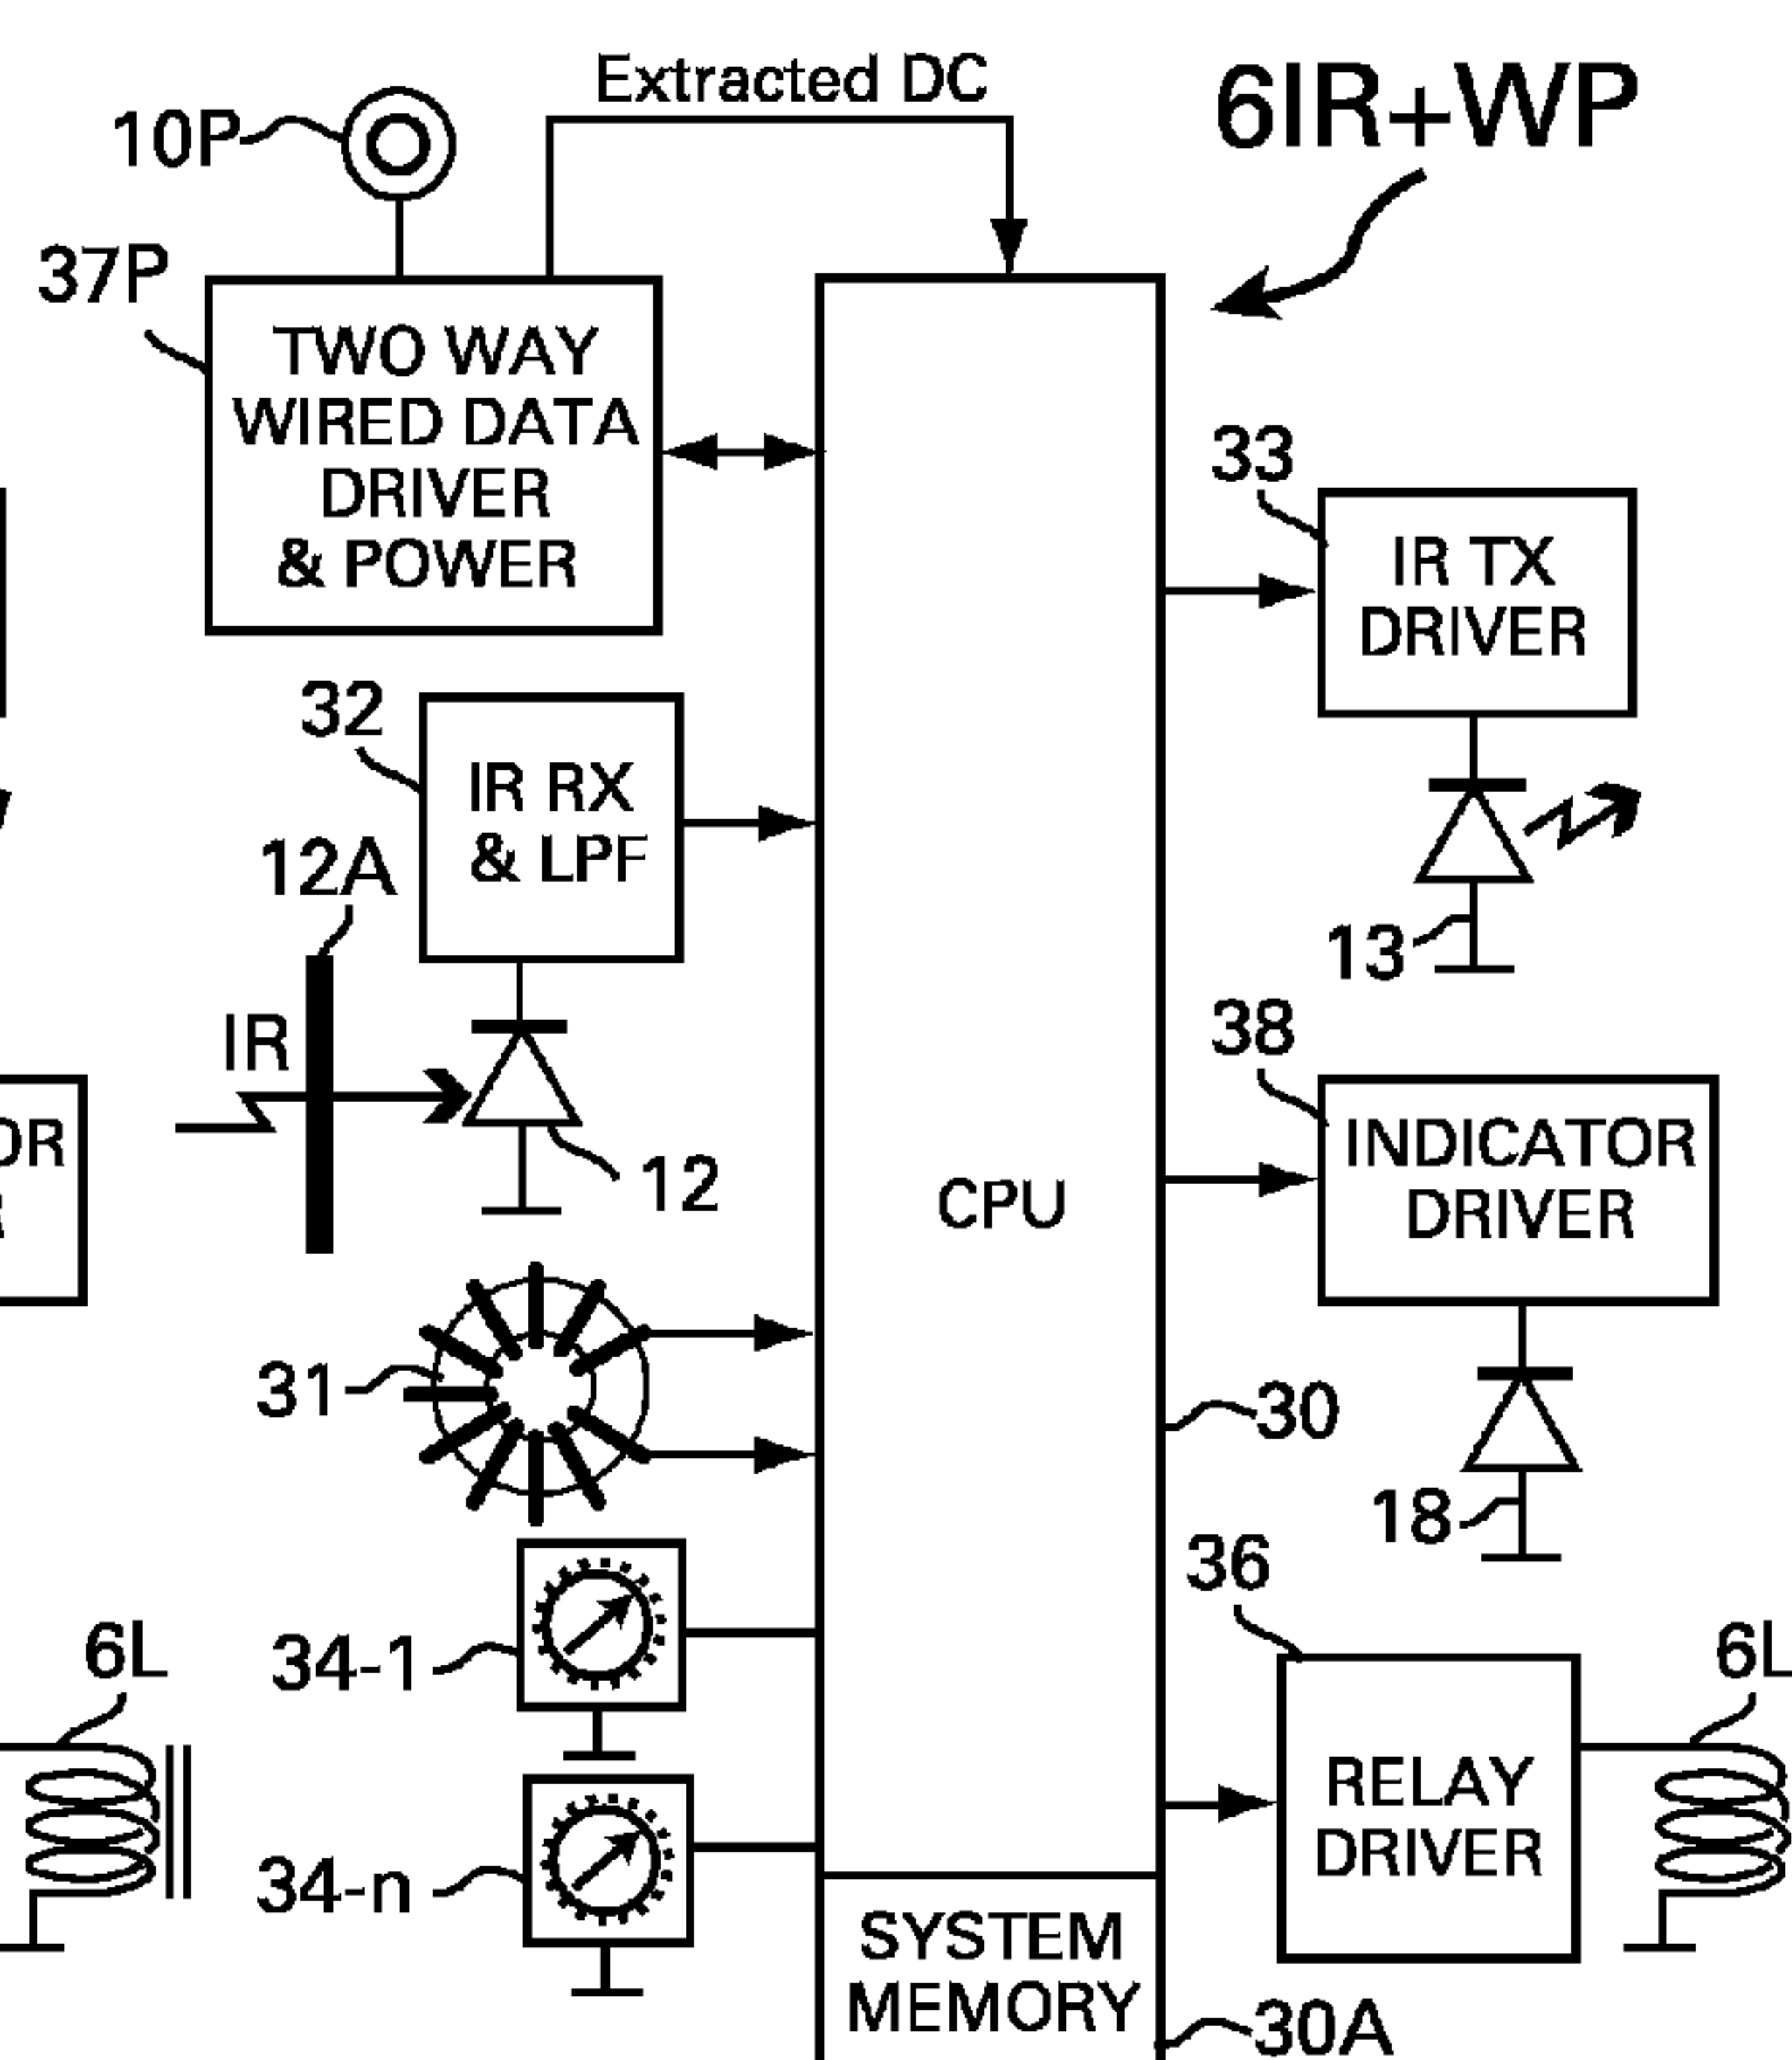 Extracted DC
6IR+WP
10P
37P
TWO WAY
WIRED DATA
DRIVER
& POWER
33
IR TX
DRIVER
32
IR RX
& LPF
12A
13
IR
38
INDICATOR
DRIVER
OR
12
CPU
31
30
18
36
6L
34-1
6L
RELAY
DRIVER
34-n
SYSTEM
MEMORY
30A